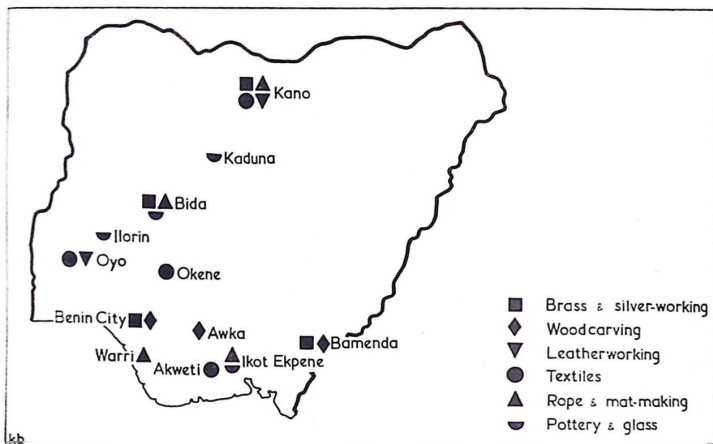 Kano
Kaduna
Bida
Ilorin
Oyo
Okene
Benin City
Awka
Bamenda
Warri
Ikot Ekpene
Akweti
Brass & silver-working
Woodcarving
Leatherworking
Textiles
Rope & mat-making
Pottery & glass
kb